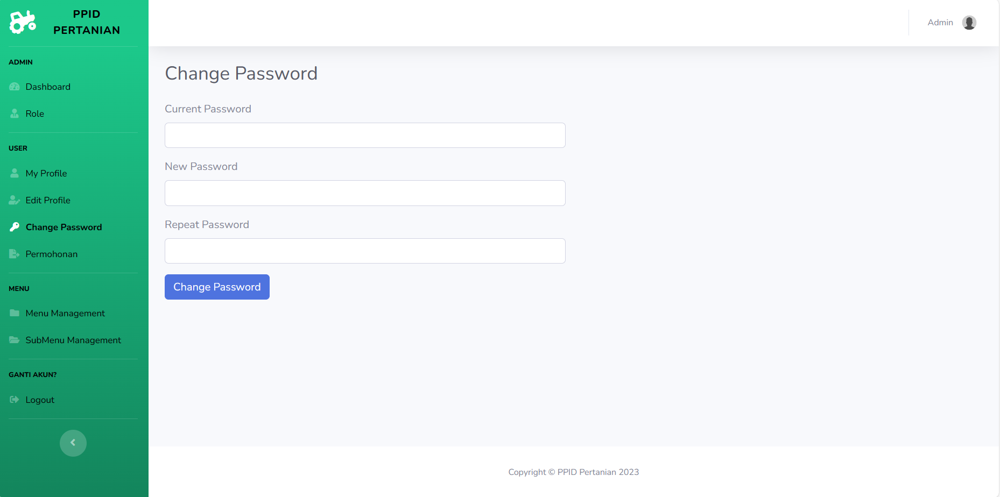 PPID
PERTANIAN
ADMIN
Dashboard
Role
USER
My Profile
Edit Profile
Change Password
Permohonan
MENU
Menu Management
SubMenu Management
GANTI AKUN?
Logout
Admin
Change Password
Current Password
New Password
Repeat Password
Change Password
Copyright © PPID Pertanian 2023